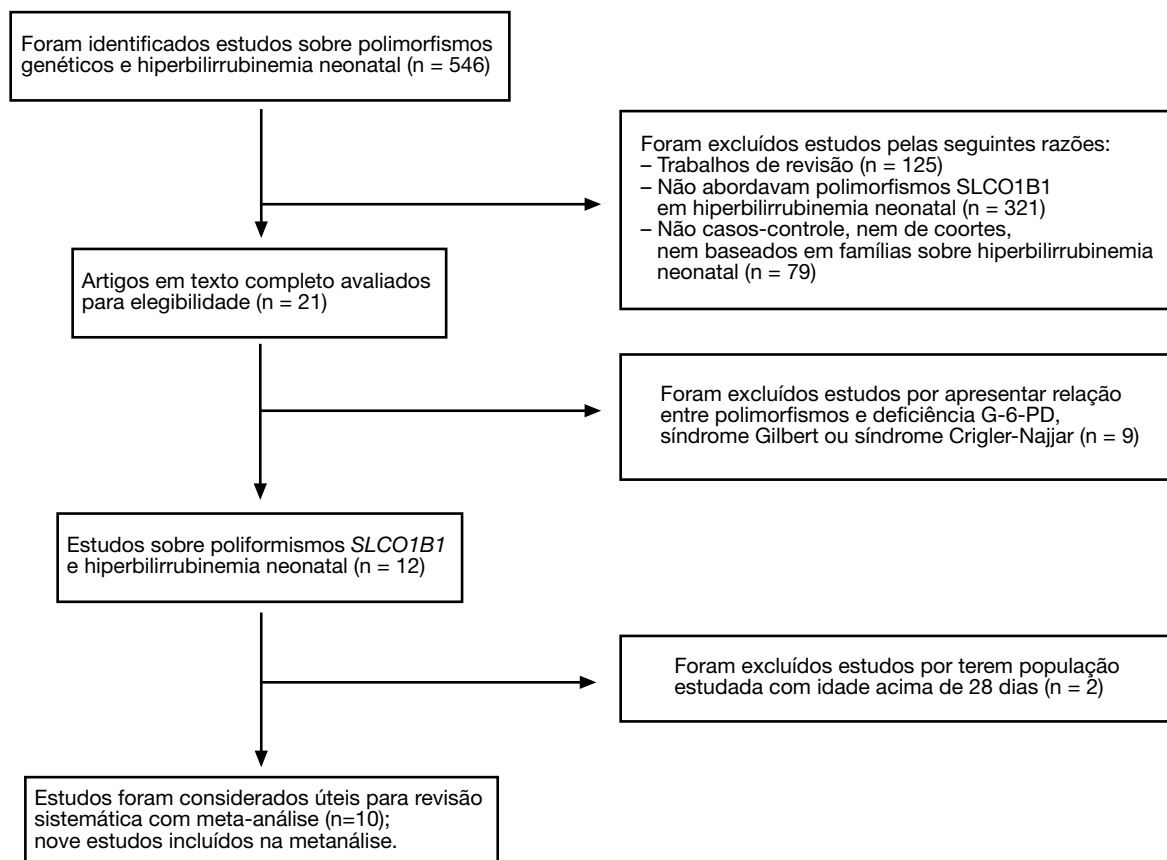 Foram identificados estudos sobre polimorfismos
genéticos e hiperbilirrubinemia neonatal (n = 546)
Foram excluídos estudos pelas seguintes razões:
– Trabalhos de revisão (n = 125)
– Não abordavam polimorfismos SLCO1B1
em hiperbilirrubinemia neonatal (n = 321)
– Não casos-controle, nem de coortes,
nem baseados em famílias sobre hiperbilirrubinemia
neonatal (n = 79)
Artigos em texto completo avaliados
para elegibilidade (n = 21)
Foram excluídos estudos por apresentar relação
entre polimorfismos e deficiência G-6-PD,
síndrome Gilbert ou síndrome Crigler-Najjar (n = 9)
Estudos sobre poliformismos SLCO1B1
e hiperbilirrubinemia neonatal (n = 12)
Foram excluídos estudos por terem população
estudada com idade acima de 28 dias (n = 2)
Estudos foram considerados úteis para revisão
sistemática com meta-análise (n=10);
nove estudos incluídos na metanálise.